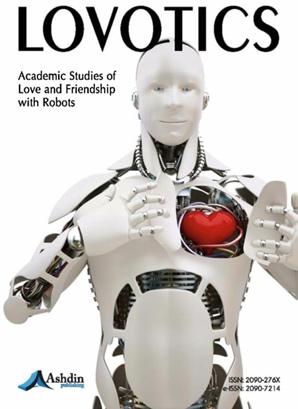 LOVOTICS
Academic Studies of
Love and Friendship
with Robots
Ashdin
publishing
ISSN: 2090-276X
e-ISSN: 2090-7214